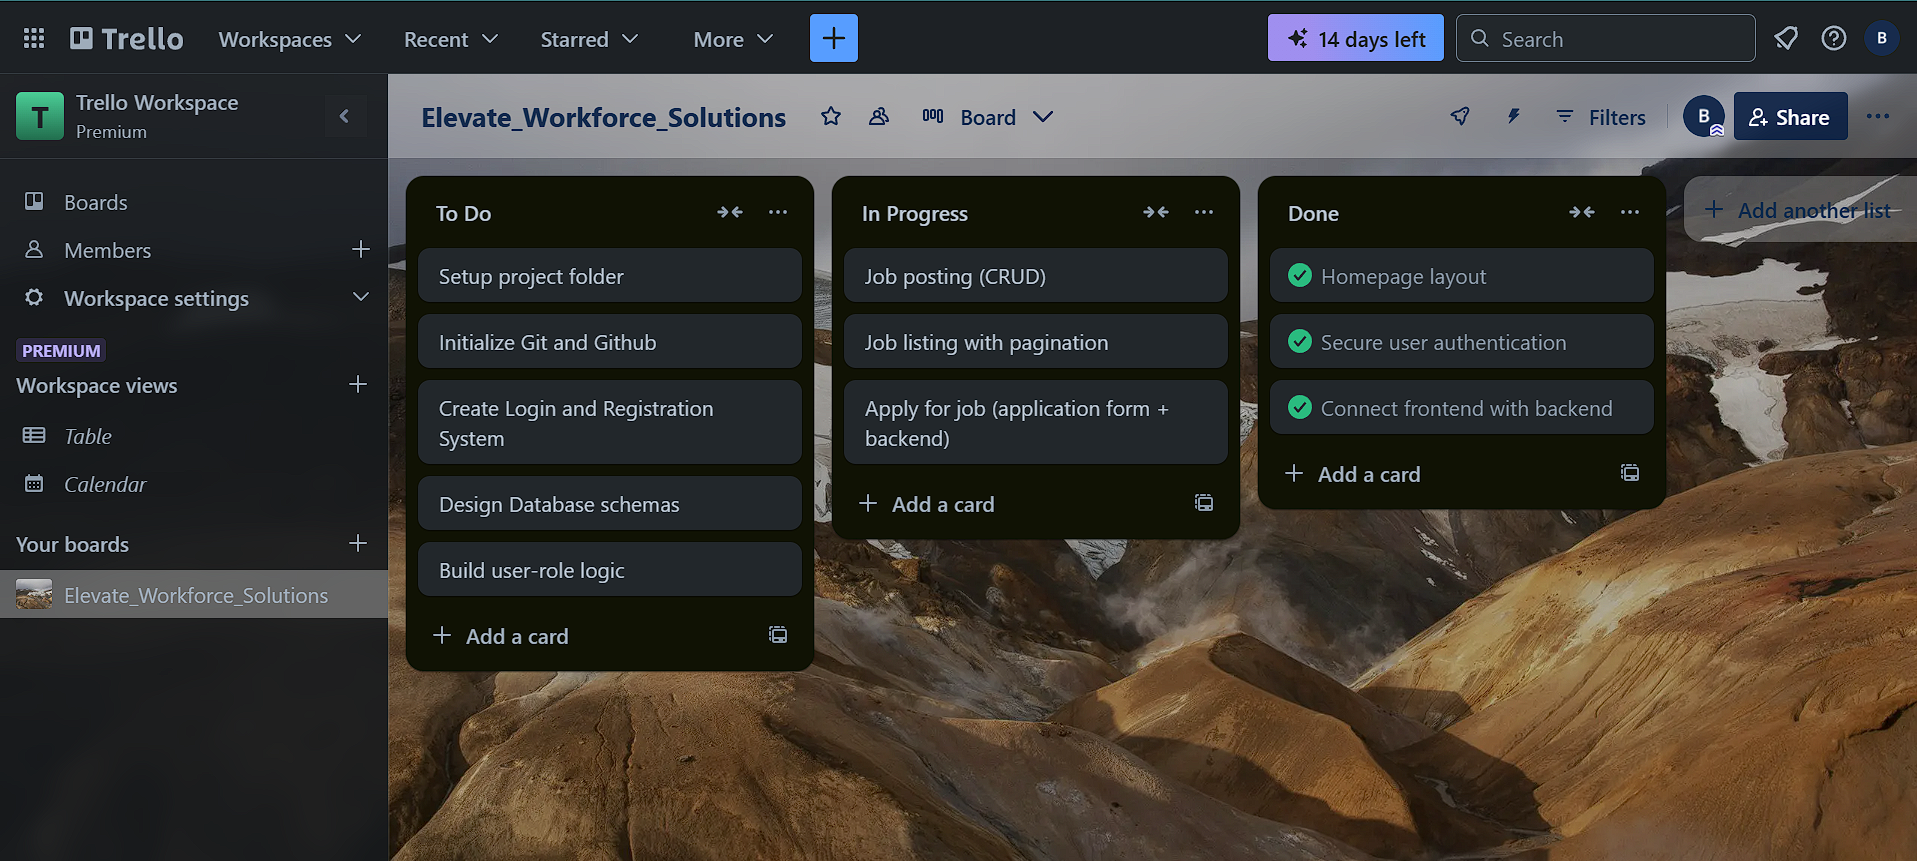 Trello
Workspaces
Recent
Starred
More
14 days left
Search
B
T
Trello Workspace
Premium
Elevate_Workforce_Solutions
Board
Filters
B
Share
Boards
Members
Workspace settings
PREMIUM
Workspace views
Table
Calendar
Your boards
Elevate_Workforce_Solutions
To Do
Setup project folder
Initialize Git and Github
Create Login and Registration
System
Design Database schemas
Build user-role logic
Add a card
In Progress
Job posting (CRUD)
Job listing with pagination
Apply for job (application form +
backend)
Add a card
Done
Homepage layout
Secure user authentication
Connect frontend with backend
Add a card
Add another list